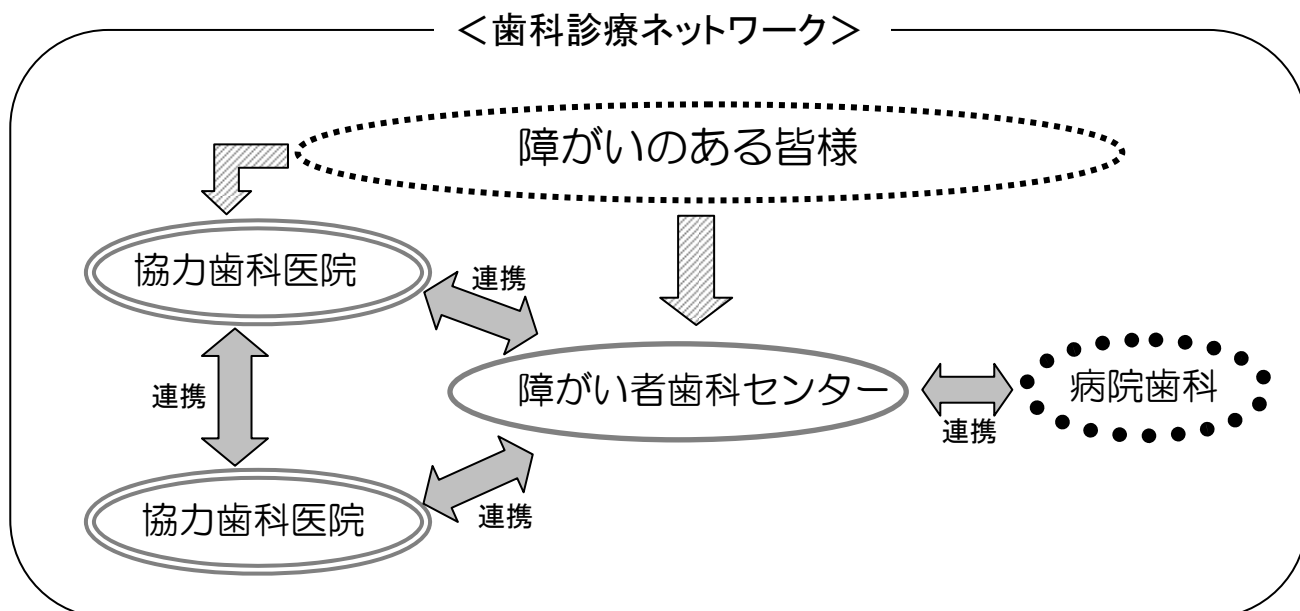 ＜歯科診療ネットワーク＞
障がいのある皆様
協力歯科医院
連携
連携
障がい者歯科センター
病院歯科
連携
連携
協力歯科医院